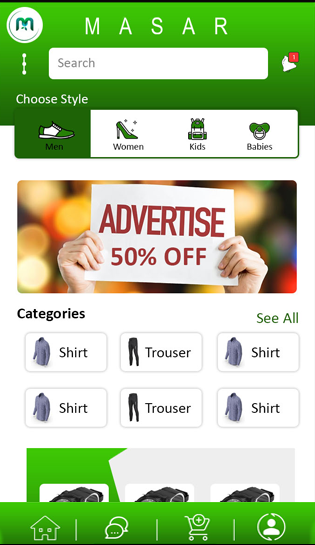 M A S A R
Search
Choose Style
Men Women Kids Babies
ADVERTISE
50% OFF
Categories See All
Shirt Trouser Shirt
Shirt Trouser Shirt